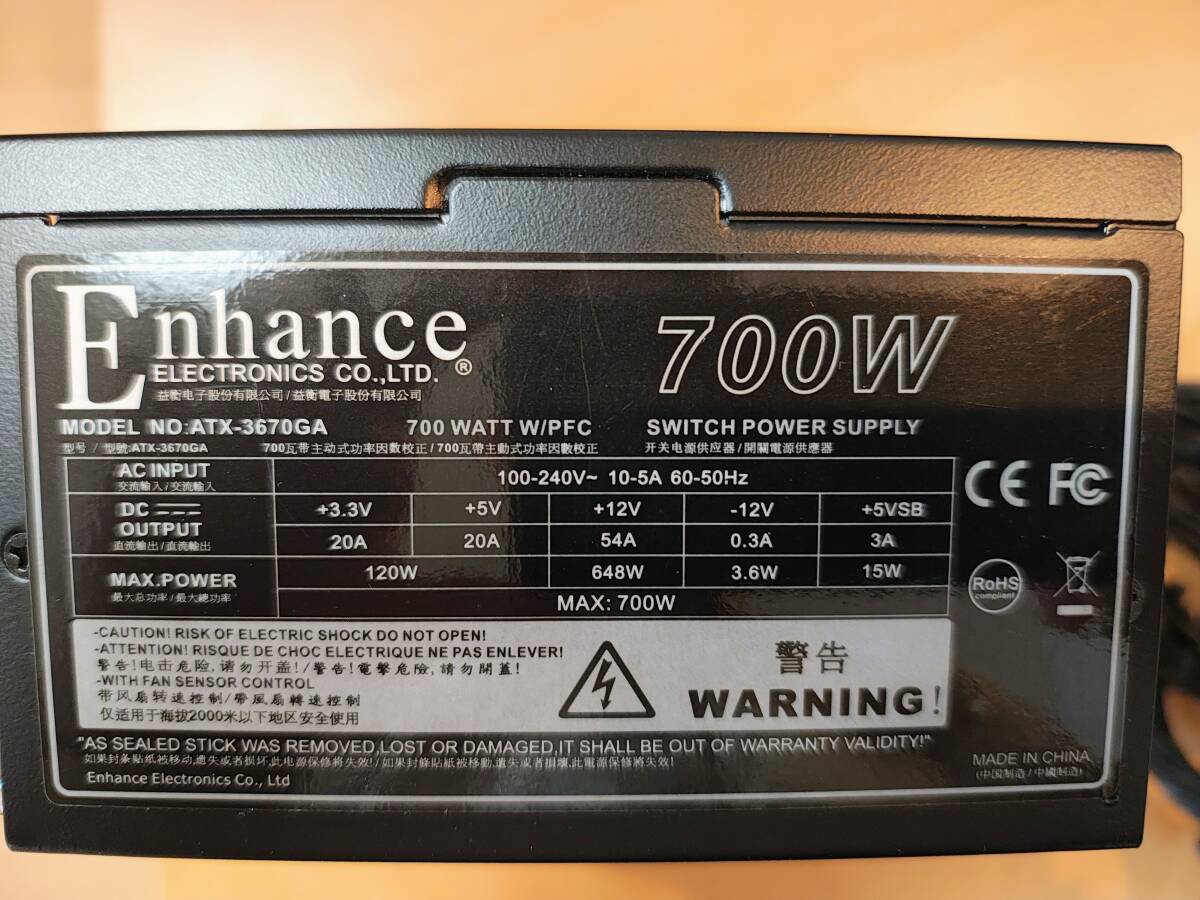 Enhance
ELECTRONICS CO.,LTD. ®
益衡电子股份有限公司 / 益衡電子股份有限公司
700W
MODEL NO:ATX-3670GA 700 WATT W/PFC SWITCH POWER SUPPLY
型号 / 型號:ATX-3670GA 700瓦带主动式功率因数校正 / 700瓦帶主動式功率因數校正 开关电源供应器 / 開關電源供應器
AC INPUT 100-240V~ 10-5A 60-50Hz
交流输入 / 交流輸入
DC OUTPUT +3.3V +5V +12V -12V +5VSB
直流输出 / 直流輸出 20A 20A 54A 0.3A 3A
MAX.POWER 120W 648W 3.6W 15W
最大总功率 / 最大總功率 MAX: 700W
CE FC
RoHS
compliant
-CAUTION! RISK OF ELECTRIC SHOCK DO NOT OPEN!
-ATTENTION! RISQUE DE CHOC ELECTRIQUE NE PAS ENLEVER!
警告!电击危险,请勿开盖! /警告!電擊危險,請勿開蓋!
-WITH FAN SENSOR CONTROL
带风扇转速控制/帶風扇轉速控制
仅适用于海拔2000米以下地区安全使用
警告
WARNING!
"AS SEALED STICK WAS REMOVED,LOST OR DAMAGED,IT SHALL BE OUT OF WARRANTY VALIDITY!"
如果封条贴纸被移动,遗失或者损坏,此电源保修将失效! / 如果封條貼紙被移動,遺失或者損壞,此電源保修將失效!
Enhance Electronics Co., Ltd
MADE IN CHINA
(中国制造 / 中國制造)